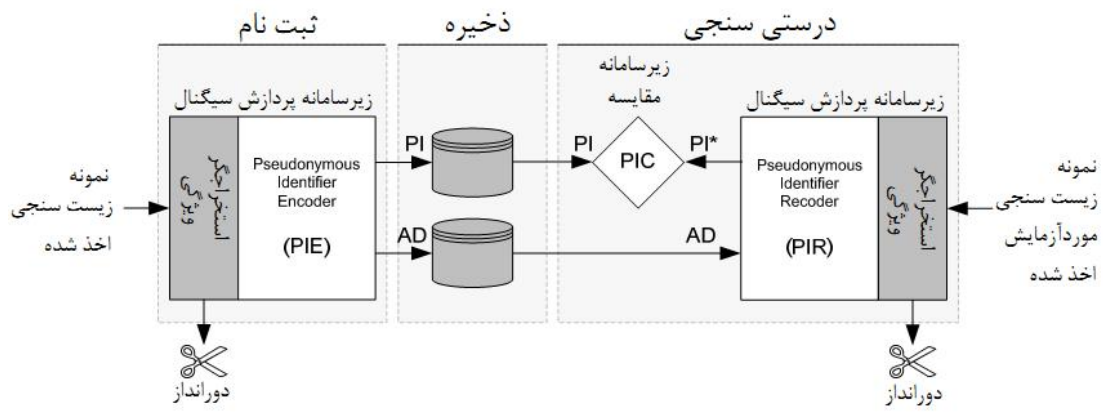 ثبت نام
ذخیره
درستی سنجی
زیرسامانه پردازش سیگنال
زیرسامانه
مقایسه
زیرسامانه پردازش سیگنال
نمونه
زیست سنجی
اخذ شده
استخراجگر
ویژگی
Pseudonymous
Identifier
Encoder
(PIE)
PI
AD
PI
PIC
PI*
AD
Pseudonymous
Identifier
Recoder
(PIR)
استخراجگر
ویژگی
نمونه
زیست سنجی
موردآزمایش
اخذ شده
دورانداز
دورانداز